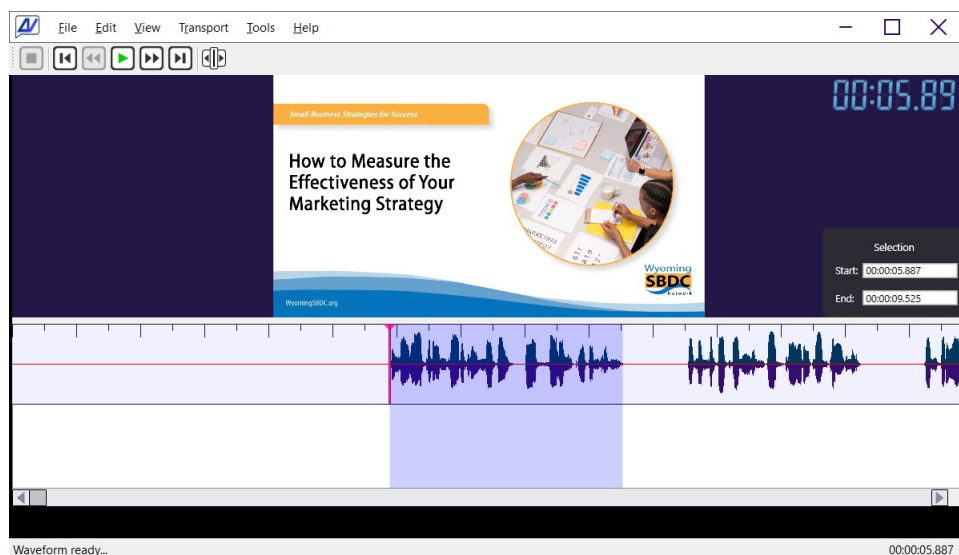 File Edit View Transport Tools Help
00:05.89
Small Business Strategies for Success
How to Measure the
Effectiveness of Your
Marketing Strategy
Wyoming
SBDC
Network
WyomingSBDC.org
Selection
Start: 00:00:05.887
End: 00:00:09.525
Waveform ready...
00:00:05.887